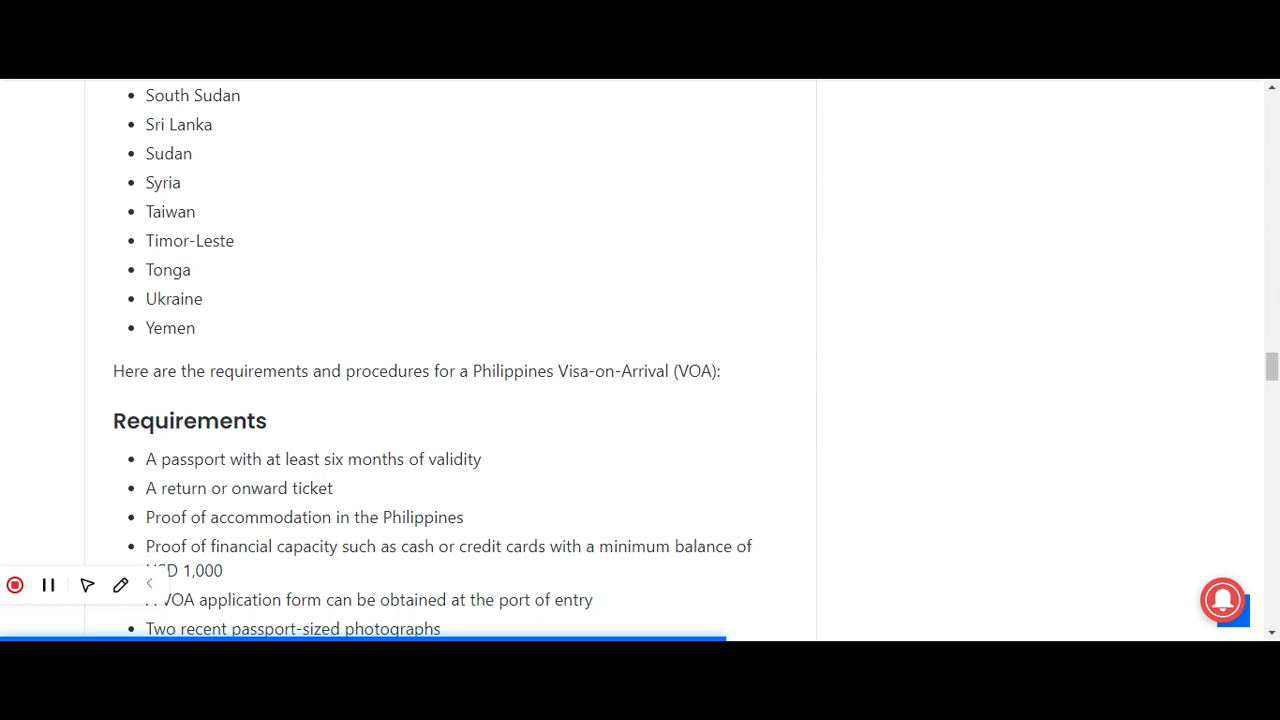 South Sudan
Sri Lanka
Sudan
Syria
Taiwan
Timor-Leste
Tonga
Ukraine
Yemen
Here are the requirements and procedures for a Philippines Visa-on-Arrival (VOA):
Requirements
A passport with at least six months of validity
A return or onward ticket
Proof of accommodation in the Philippines
Proof of financial capacity such as cash or credit cards with a minimum balance of
USD 1,000
A VOA application form can be obtained at the port of entry
Two recent passport-sized photographs